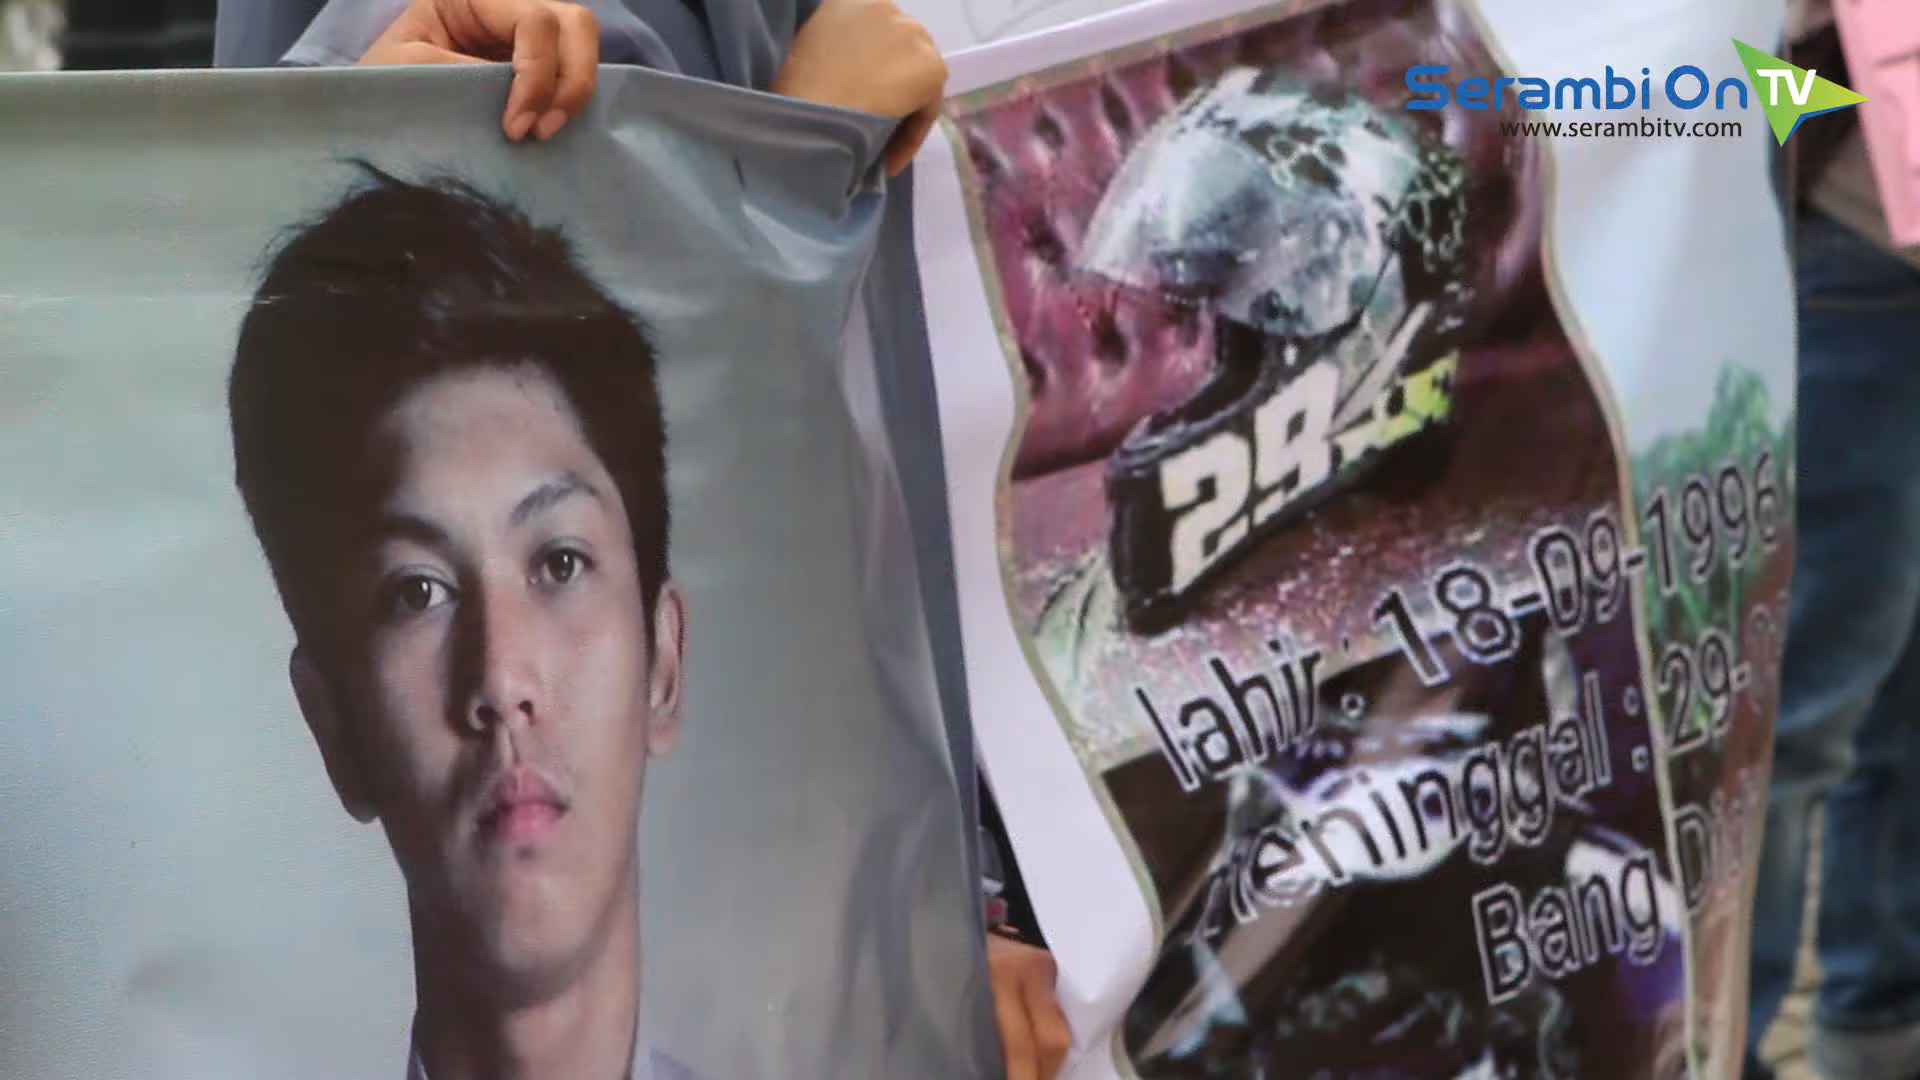 Serambi On TV
www.serambitv.com
29
lahir : 18-09-1996
meninggal : 29-
Bang